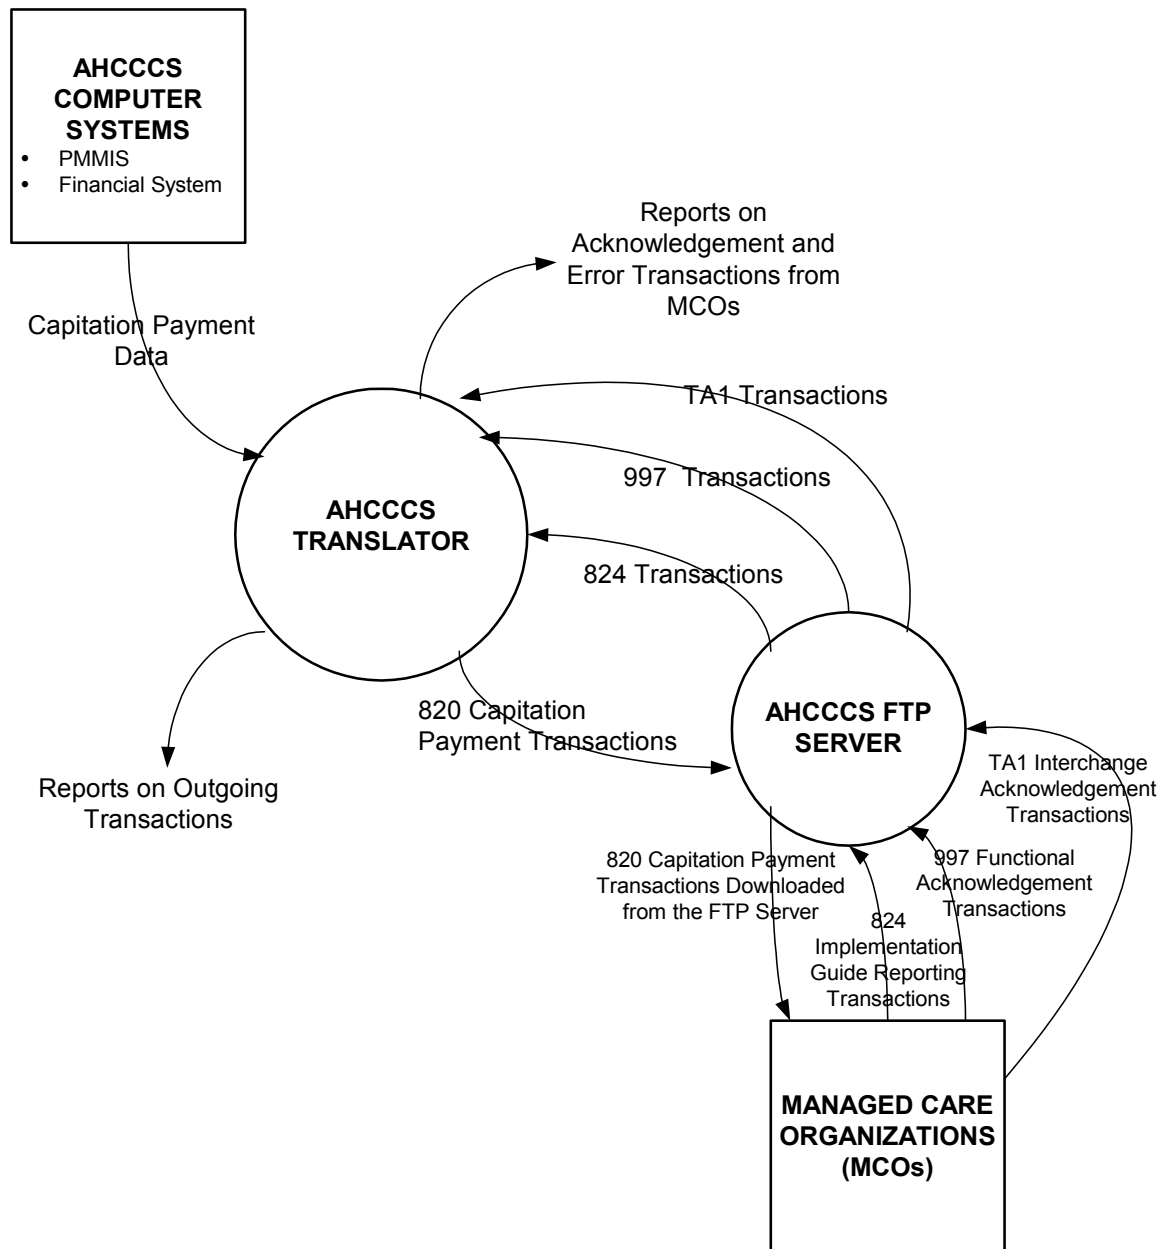 AHCCCS
COMPUTER
SYSTEMS
• PMMIS
• Financial System
Reports on
Acknowledgement and
Error Transactions from
MCOs
Capitation Payment
Data
TA1 Transactions
997 Transactions
AHCCCS
TRANSLATOR
824 Transactions
820 Capitation
Payment Transactions
AHCCCS FTP
SERVER
Reports on Outgoing
Transactions
TA1 Interchange
Acknowledgement
Transactions
820 Capitation Payment
Transactions Downloaded
from the FTP Server
997 Functional
Acknowledgement
Transactions
824
Implementation
Guide Reporting
Transactions
MANAGED CARE
ORGANIZATIONS
(MCOs)